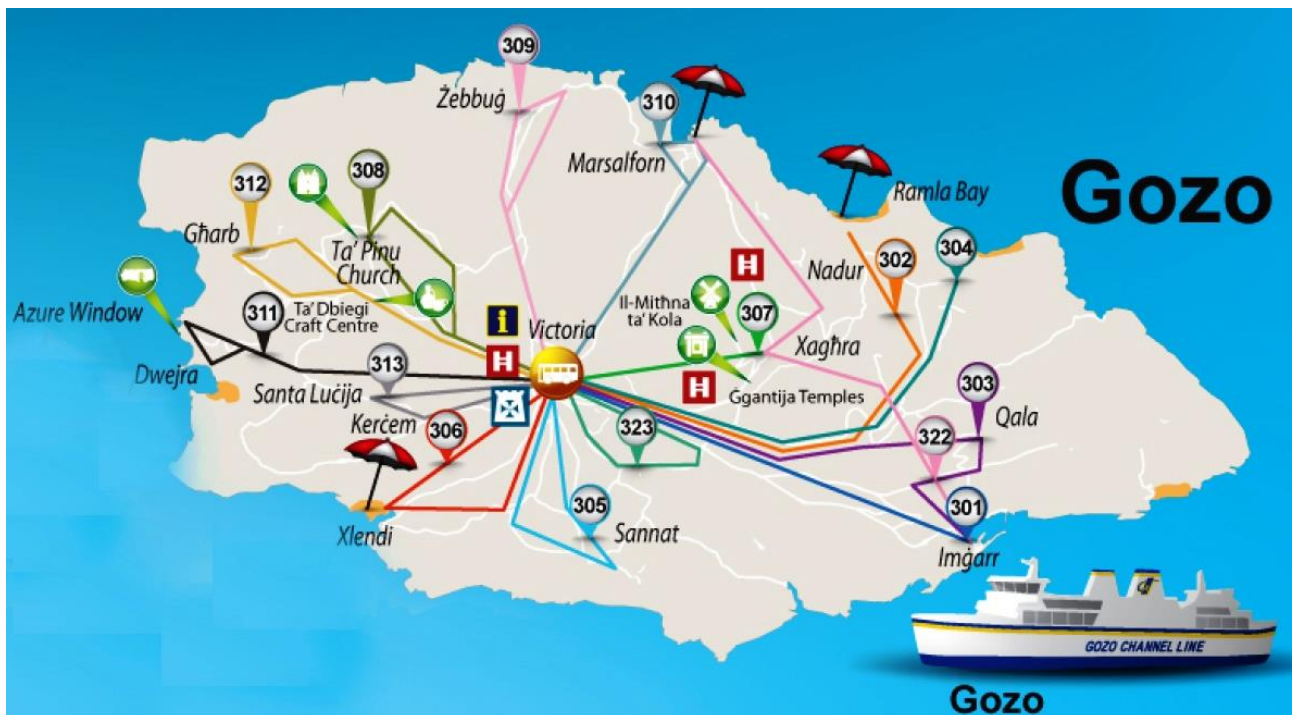 309
Żebbuġ
310
Marsalforn
Ramla Bay
Gozo
308
312
Għarb
Ta' Pinu
Church
304
302
Nadur
Azure Window
311
Ta' Dbiegi
Craft Centre
i
Victoria
H
Il-Mitħna
ta' Kola
307
Xagħra
Dwejra
313
Santa Luċija
H
H
Ġgantija Temples
303
Qala
Kerċem
306
323
322
305
Sannat
301
Xlendi
Imġarr
GOZO CHANNEL LINE
Gozo